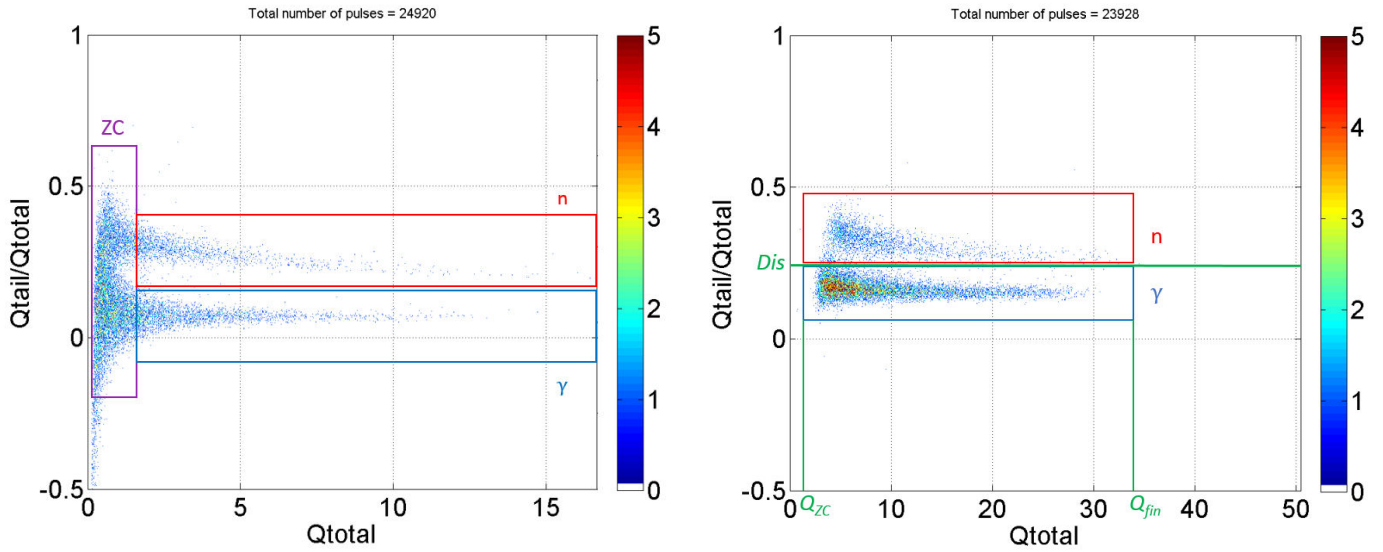 Total number of pulses = 24920
1
0.5
0
-0.5
Qtail/Qtotal
0
5
10
15
Qtotal
ZC
n
γ
5
4
3
2
1
0
Total number of pulses = 23928
1
0.5
0
-0.5
Qtail/Qtotal
Dis
0
10
20
30
40
50
Q_ZC
Q_fin
Qtotal
n
γ
5
4
3
2
1
0